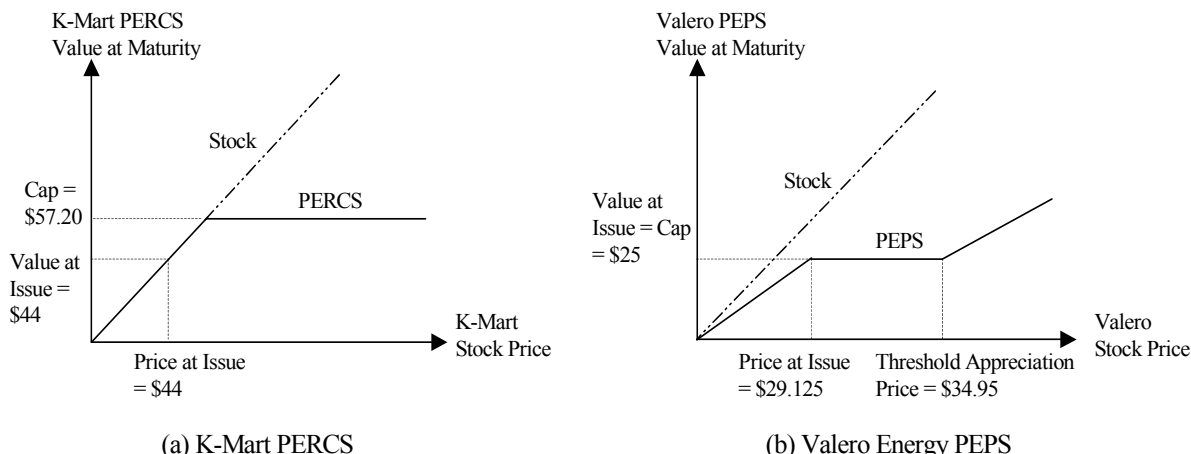 K-Mart PERCS
Value at Maturity
Stock
Cap =
$57.20
PERCS
Value at
Issue =
$44
K-Mart
Stock Price
Price at Issue
= $44
(a) K-Mart PERCS
Valero PEPS
Value at Maturity
Stock
Value at
Issue = Cap
= $25
PEPS
Valero
Stock Price
Price at Issue
= $29.125
Threshold Appreciation
Price = $34.95
(b) Valero Energy PEPS